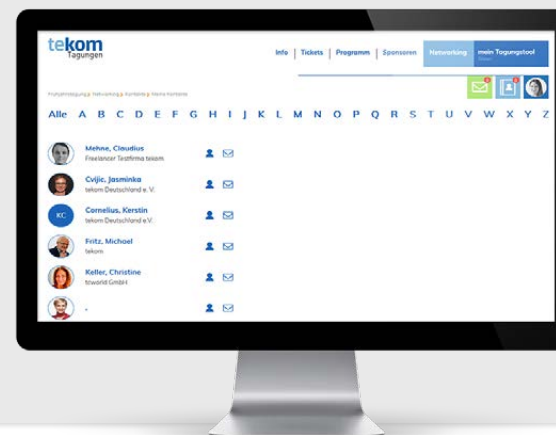 tekom
Tagungen
Info | Tickets | Programm | Sponsoren Networking mein Tagungstool
Alle A B C D E F G H I J K L M N O P Q R S T U V W X Y Z
Mehne, Claudius
Freelancer Testfirma tekom
Cvijic, Jasminka
tekom Deutschland e. V.
KC
Cornelius, Kerstin
tekom Deutschland e.V.
Fritz, Michael
tekom
Keller, Christine
tcworld GmbH